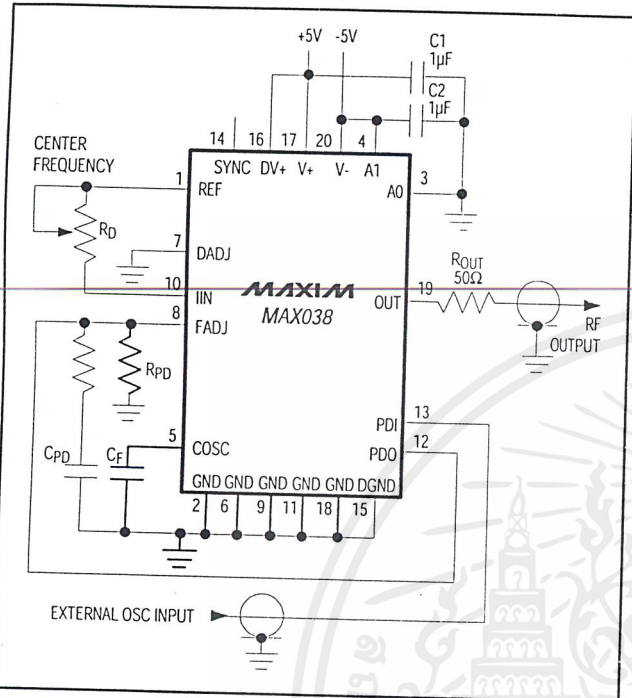 +5V -5V
C1
1µF
C2
1µF
14 16 17 20 4
SYNC DV+ V+ V- A1
CENTER
FREQUENCY
1 REF
A0 3
RD
7 DADJ
ROUT
50Ω
10 IIN
MAXIM
MAX038
OUT 19
RF
OUTPUT
8 FADJ
RPD
PDI 13
PDO 12
5 COSC
CPD
CF
GND GND GND GND GND DGND
2 6 9 11 18 15
EXTERNAL OSC INPUT